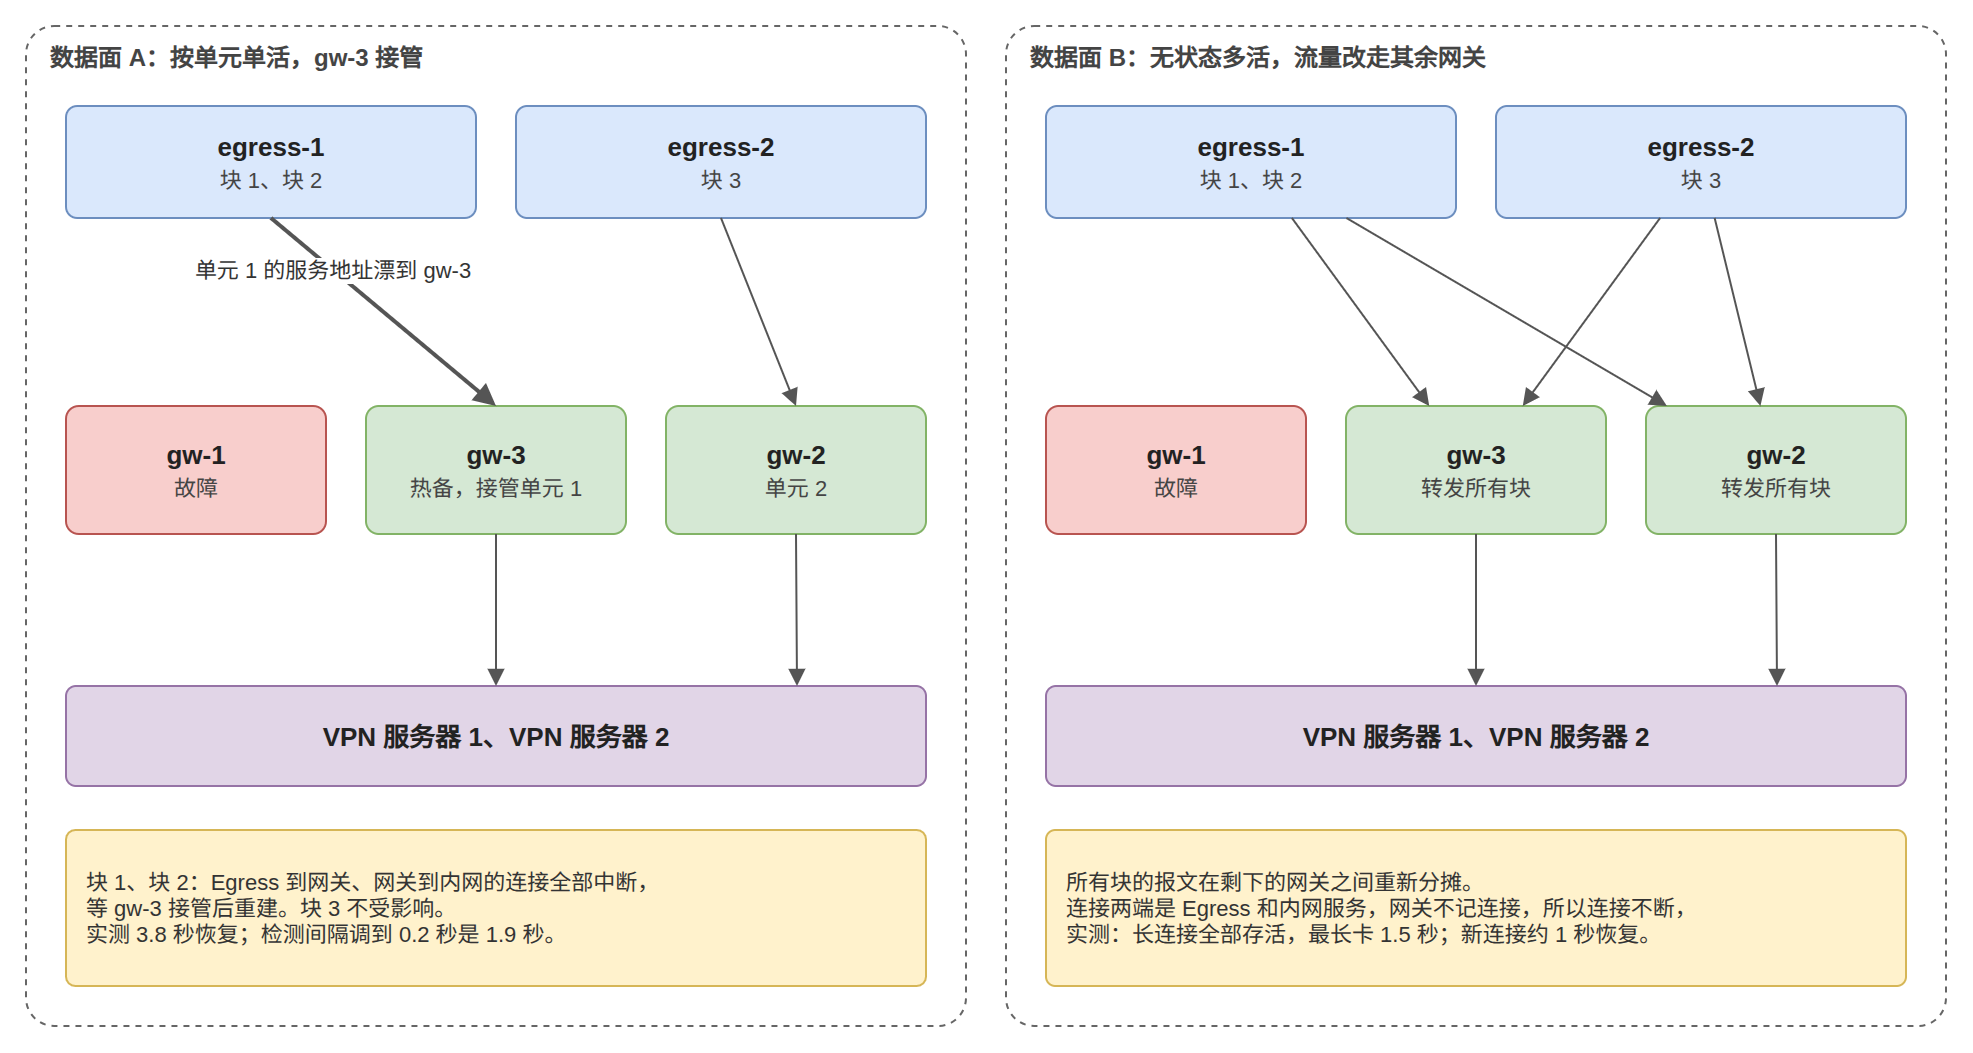 数据面 A：按单元单活，gw-3 接管
egress-1
块 1、块 2
egress-2
块 3
单元 1 的服务地址漂到 gw-3
gw-1
故障
gw-3
热备，接管单元 1
gw-2
单元 2
VPN 服务器 1、VPN 服务器 2
块 1、块 2：Egress 到网关、网关到内网的连接全部中断，
等 gw-3 接管后重建。块 3 不受影响。
实测 3.8 秒恢复；检测间隔调到 0.2 秒是 1.9 秒。
数据面 B：无状态多活，流量改走其余网关
egress-1
块 1、块 2
egress-2
块 3
gw-1
故障
gw-3
转发所有块
gw-2
转发所有块
VPN 服务器 1、VPN 服务器 2
所有块的报文在剩下的网关之间重新分摊。
连接两端是 Egress 和内网服务，网关不记连接，所以连接不断，
实测：长连接全部存活，最长卡 1.5 秒；新连接约 1 秒恢复。